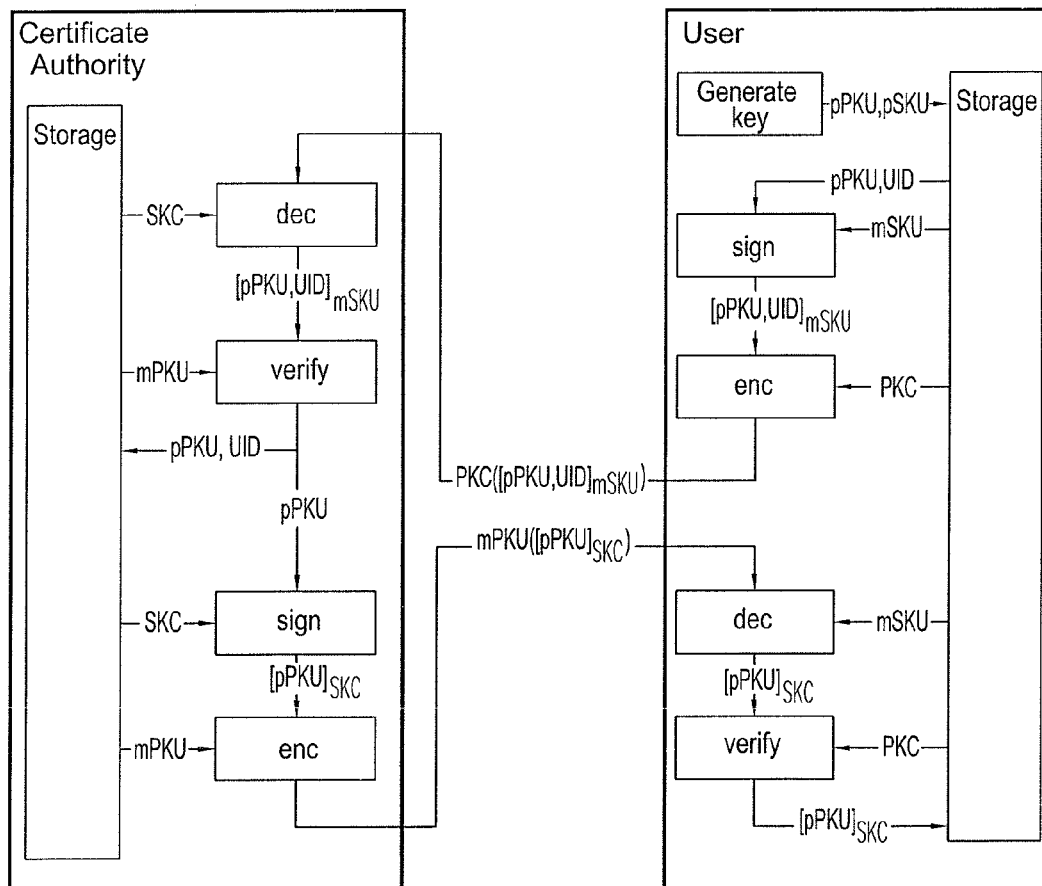 Certificate
Authority
Storage
SKC
dec
[pPKU,UID]mSKU
mPKU
verify
pPKU, UID
pPKU
SKC
sign
[pPKU]SKC
mPKU
enc
PKC([pPKU,UID]mSKU)
mPKU([pPKU]SKC)
User
Generate
key
pPKU,pSKU
Storage
pPKU,UID
mSKU
sign
[pPKU,UID]mSKU
enc
PKC
dec
mSKU
[pPKU]SKC
verify
PKC
[pPKU]SKC